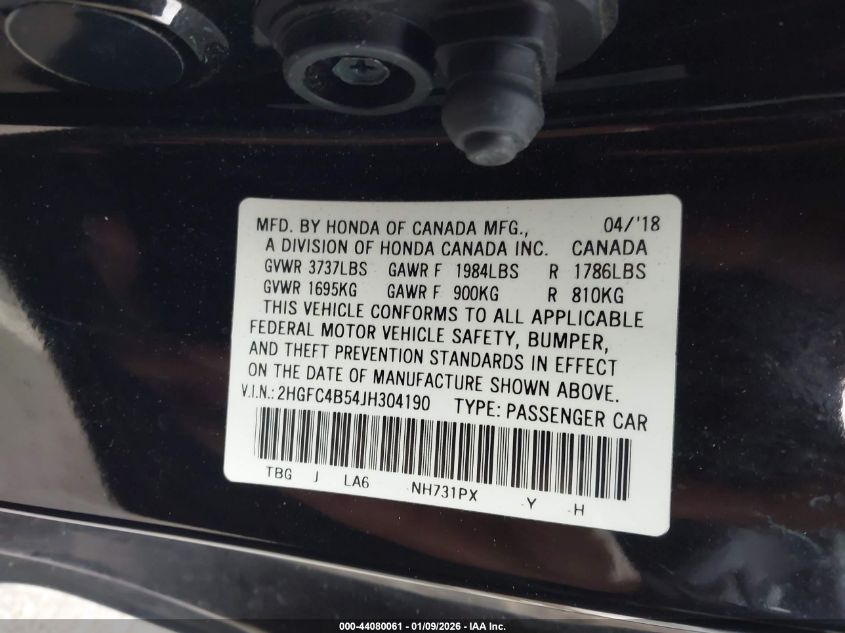 MFD. BY HONDA OF CANADA MFG., 04/'18
A DIVISION OF HONDA CANADA INC. CANADA
GVWR 3737LBS GAWR F 1984LBS R 1786LBS
GVWR 1695KG GAWR F 900KG R 810KG
THIS VEHICLE CONFORMS TO ALL APPLICABLE
FEDERAL MOTOR VEHICLE SAFETY, BUMPER,
AND THEFT PREVENTION STANDARDS IN EFFECT
ON THE DATE OF MANUFACTURE SHOWN ABOVE.
V.I.N.: 2HGFC4B54JH304190 TYPE: PASSENGER CAR
TBG J LA6 NH731PX Y H
000-44080061 - 01/09/2026 - IAA Inc.